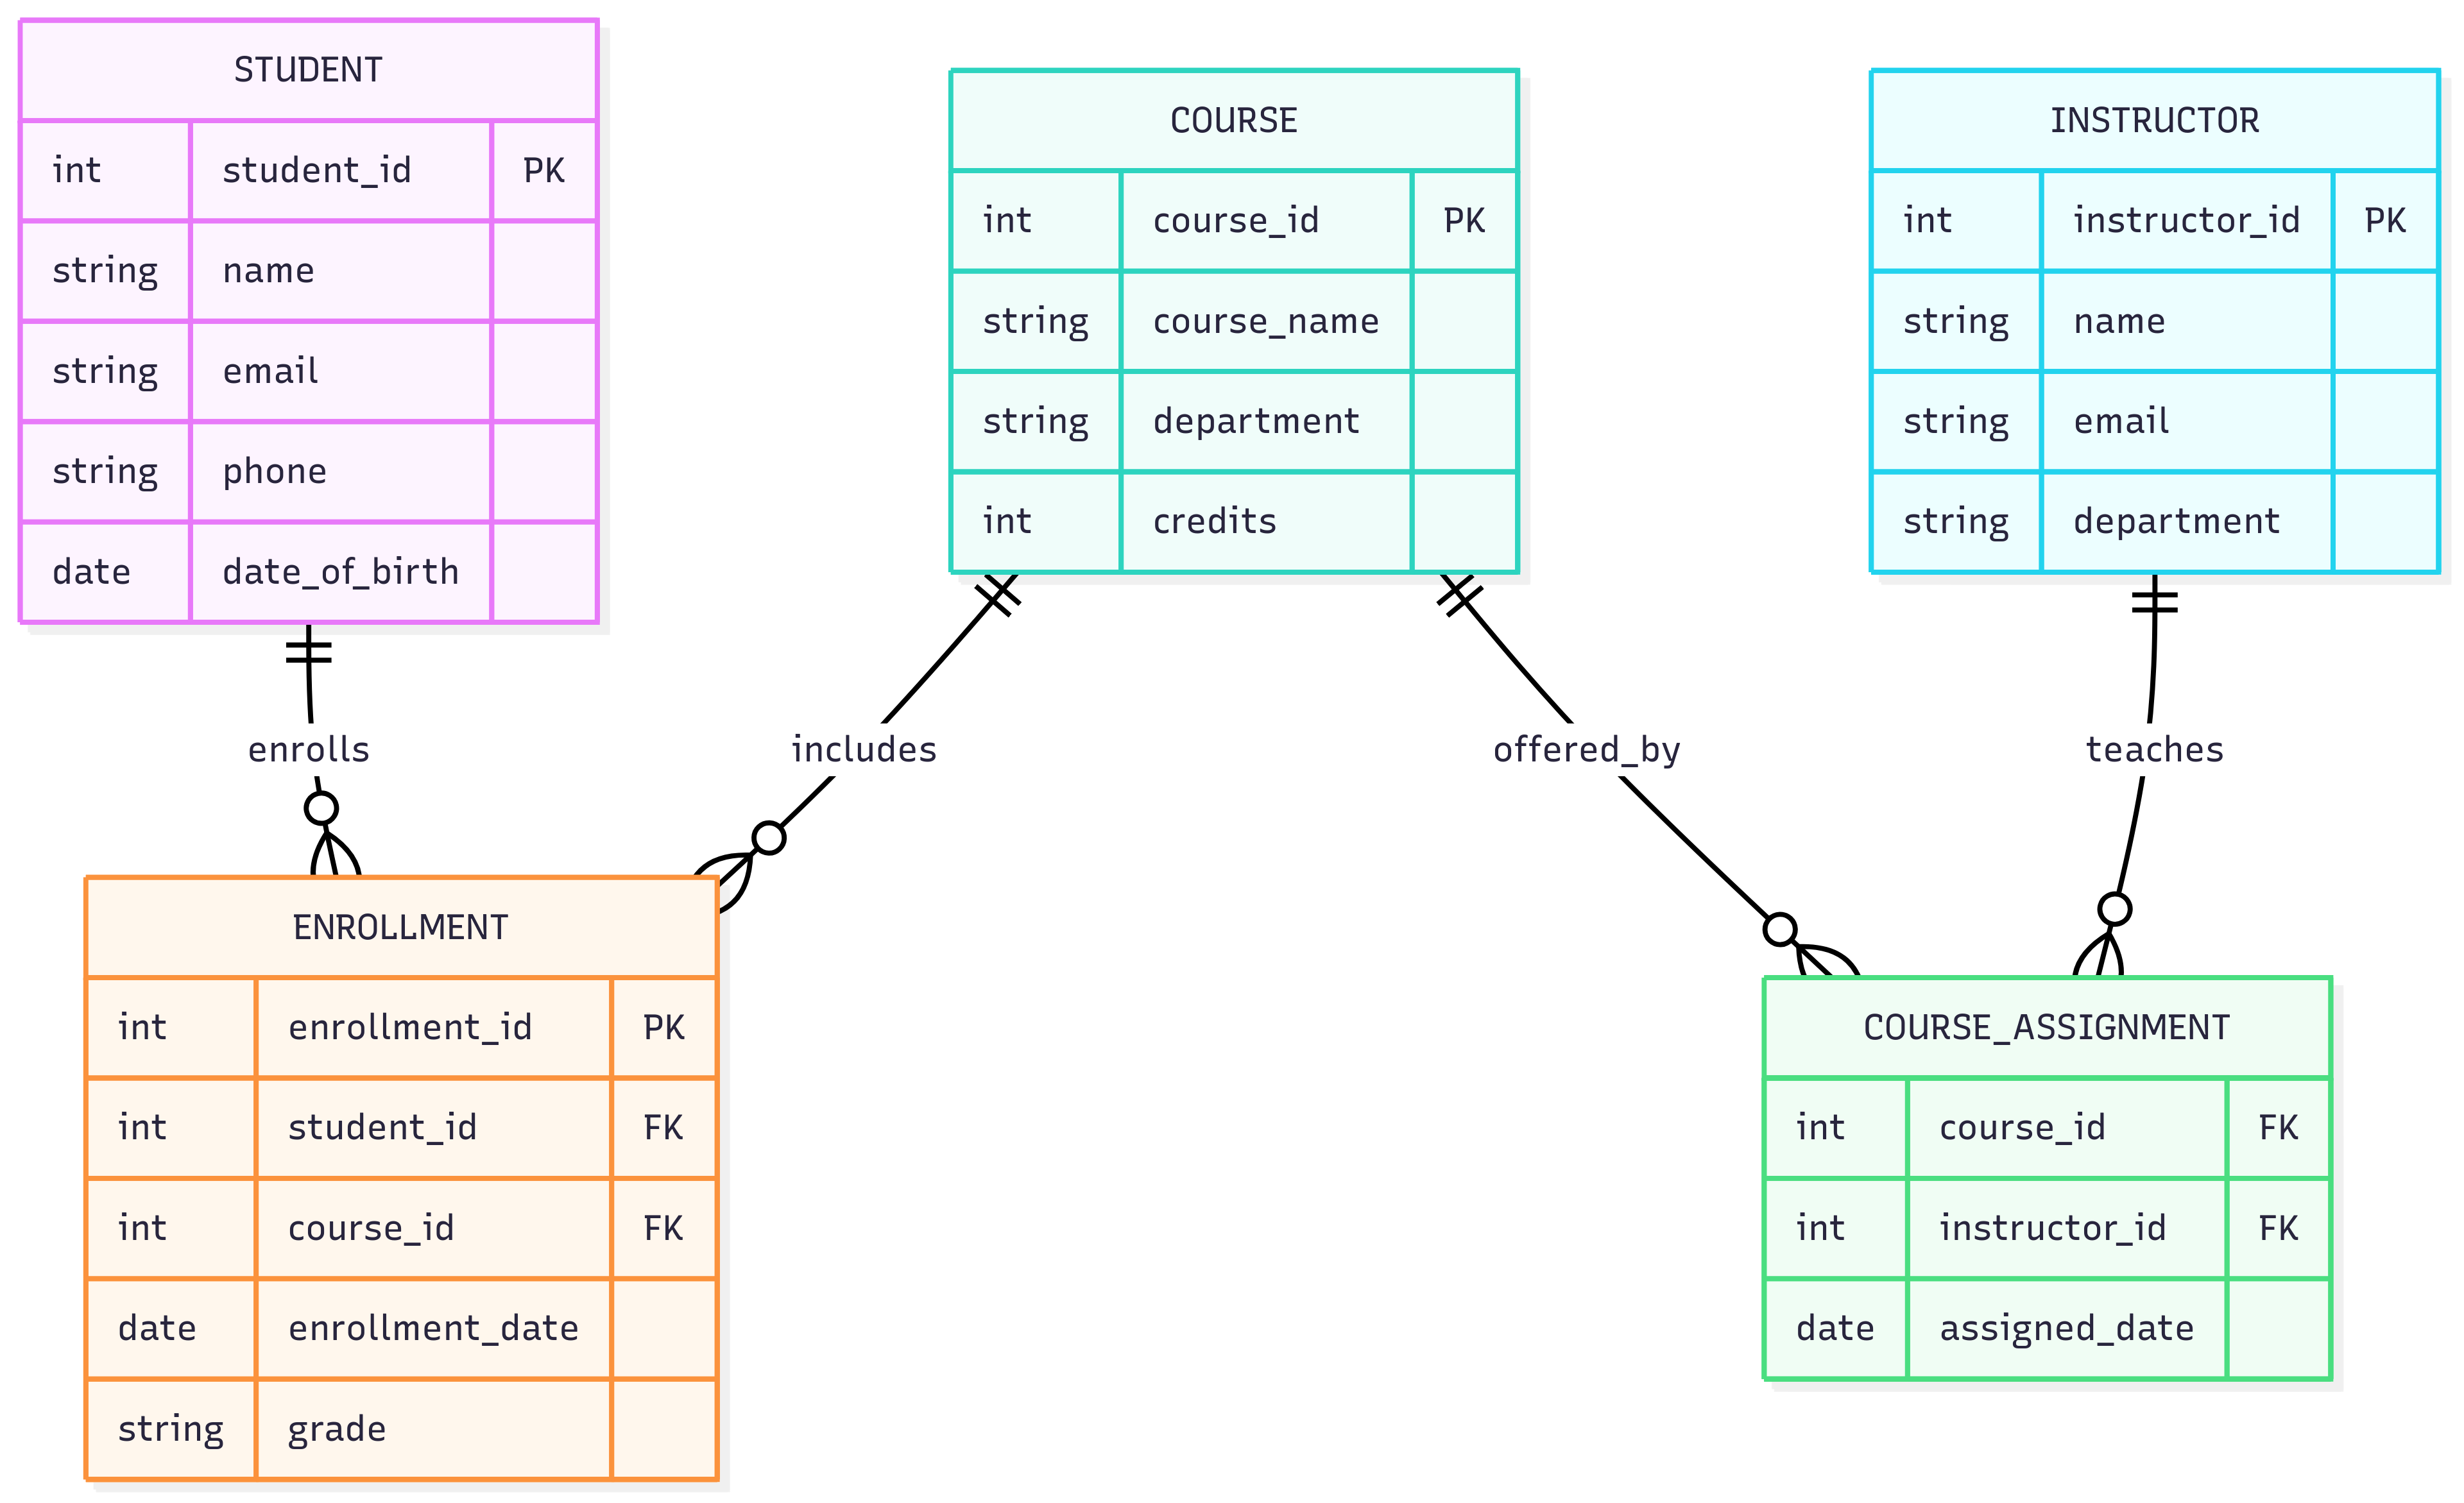 STUDENT
int student_id PK
string name
string email
string phone
date date_of_birth
COURSE
int course_id PK
string course_name
string department
int credits
INSTRUCTOR
int instructor_id PK
string name
string email
string department
enrolls
includes
offered_by
teaches
ENROLLMENT
int enrollment_id PK
int student_id FK
int course_id FK
date enrollment_date
string grade
COURSE_ASSIGNMENT
int course_id FK
int instructor_id FK
date assigned_date